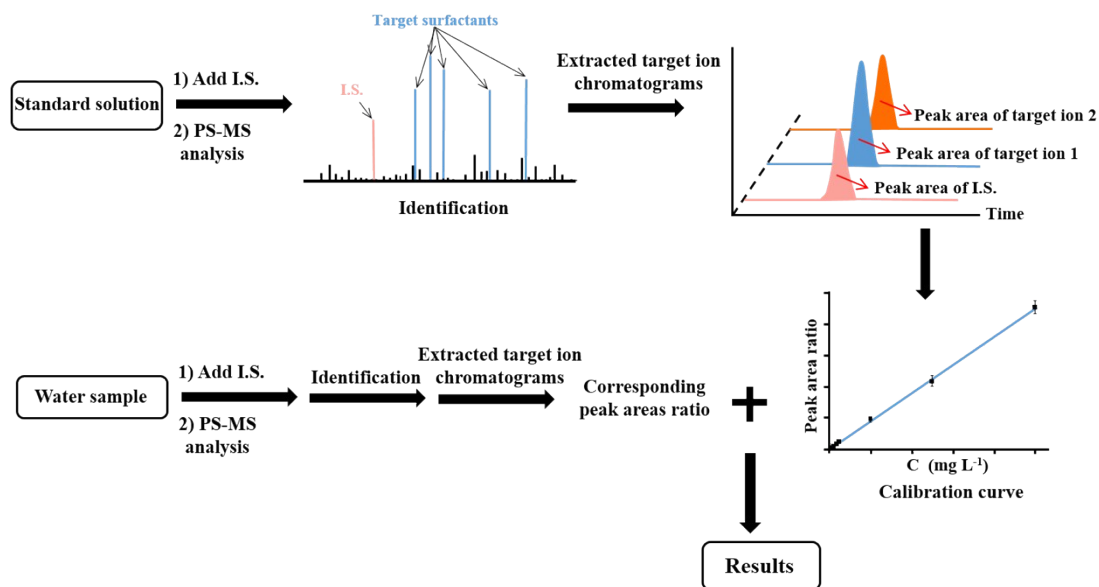 Target surfactants
1) Add I.S.
Standard solution
2) PS-MS
analysis
I.S.
Identification
Extracted target ion
chromatograms
Peak area of target ion 2
Peak area of target ion 1
Peak area of I.S.
Time
Water sample
1) Add I.S.
2) PS-MS
analysis
Identification
Extracted target ion
chromatograms
Corresponding
peak areas ratio
+
Peak area ratio
C (mg L⁻¹)
Calibration curve
Results